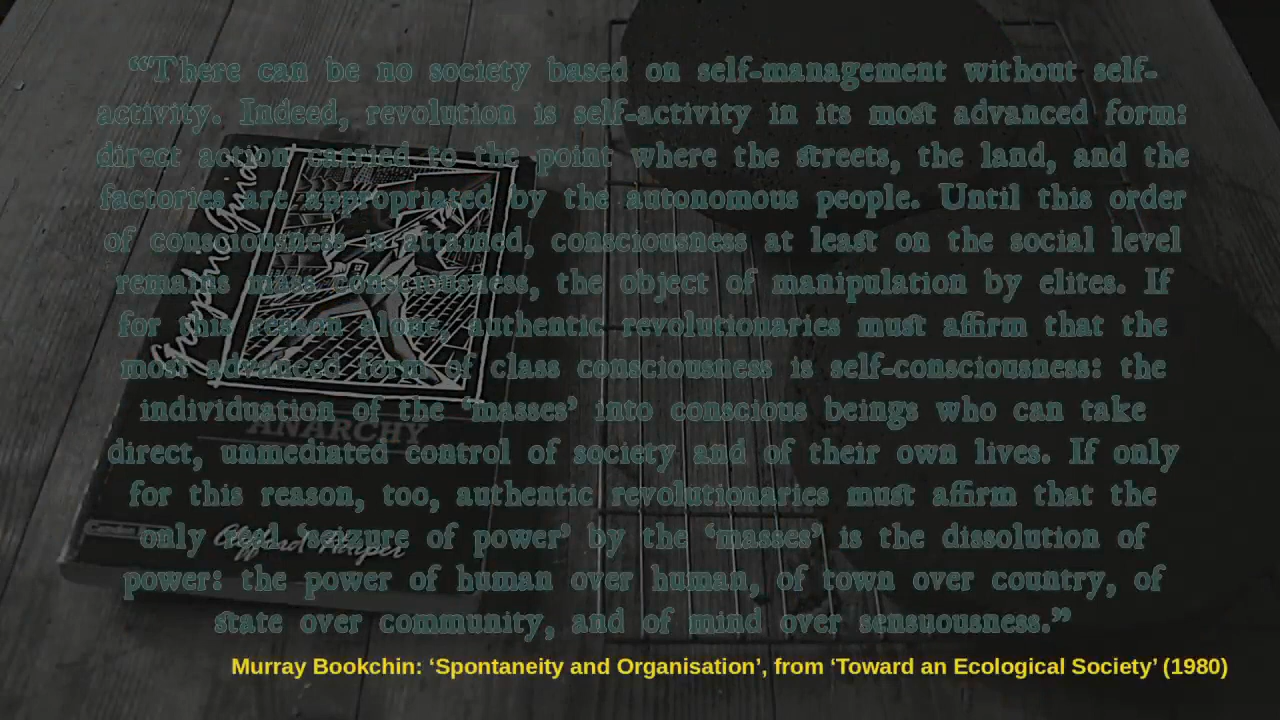 “There can be no society based on self-
activity. Indeed, revolution is self-activity in its most advanced form:
direct action carried to the point where the streets, the land, and the
factories are appropriated by the autonomous people. Until this order
of consciousness is attained, consciousness at least on the social level
remains mass consciousness, the object of manipulation by elites. If
for this reason alone, authentic revolutionaries must affirm that the
most advanced form of class consciousness is self-consciousness: the
individuation of the ‘masses’ into conscious beings who can take
direct, unmediated control of society and of their own lives. If only
for this reason, too, authentic revolutionaries must affirm that the
only real ‘seizure of power’ by the ‘masses’ is the dissolution of
power: the power of human over human, of town over country, of
state over community, and of mind over sensuousness.”
Murray Bookchin: ‘Spontaneity and Organisation’, from ‘Toward an Ecological Society’ (1980)
The Graphic Guide
ANARCHY
Clifford Harper